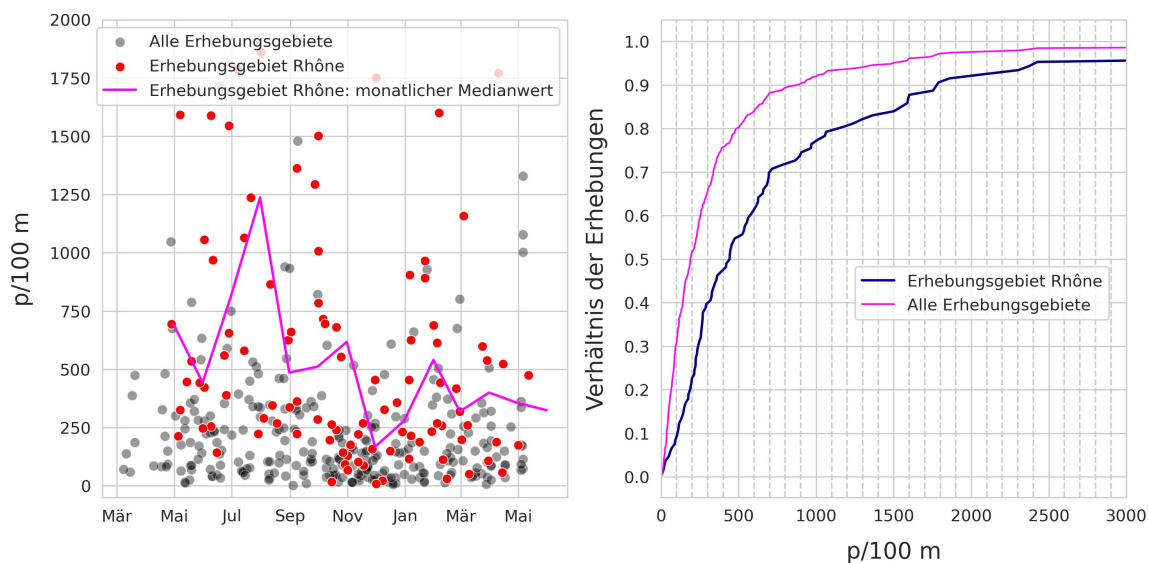 2000
1750
1500
1250
1000
750
500
250
0
p/100 m
Alle Erhebungsgebiete
Erhebungsgebiet Rhône
Erhebungsgebiet Rhône: monatlicher Medianwert
Mär Mai Jul Sep Nov Jan Mär Mai
1.0
0.9
0.8
0.7
0.6
0.5
0.4
0.3
0.2
0.1
0.0
Verhältnis der Erhebungen
Erhebungsgebiet Rhône
Alle Erhebungsgebiete
0 500 1000 1500 2000 2500 3000
p/100 m